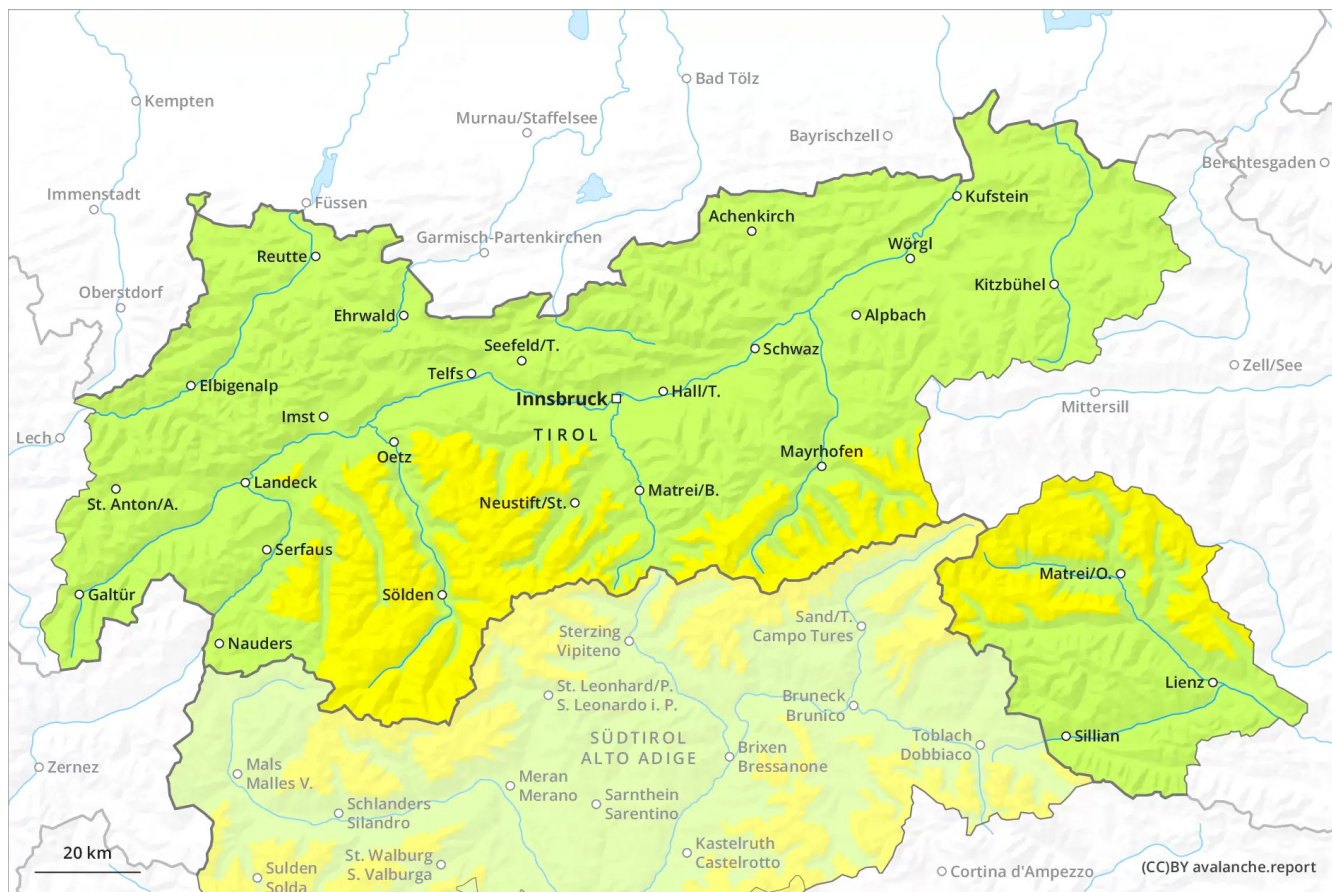 Bad Tölz
Kempten
Murnau/Staffelsee
Bayrischzell
Berchtesgaden
Immenstadt
Füssen
Kufstein
Achenkirch
Garmisch-Partenkirchen
Wörgl
Reutte
Oberstdorf
Kitzbühel
Ehrwald
Alpbach
Seefeld/T.
Schwaz
Zell/See
Telfs
Elbigenalp
Hall/T.
Innsbruck
Mittersill
Imst
Lech
TIROL
Oetz
Mayrhofen
Landeck
Matrei/B.
St. Anton/A.
Neustift/St.
Serfaus
Matrei/O.
Galtür
Sölden
Sand/T.
Campo Tures
Sterzing
Vipiteno
Nauders
Lienz
St. Leonhard/P.
S. Leonardo i. P.
Bruneck
Brunico
Sillian
SÜDTIROL
ALTO ADIGE
Toblach
Dobbiaco
Brixen
Bressanone
Zernez
Mals
Malles V.
Meran
Merano
Sarnthein
Sarentino
Schlanders
Silandro
Kastelruth
Castelrotto
20 km
St. Walburg
S. Valburga
Sulden
Solda
Cortina d'Ampezzo
(CC)BY avalanche.report